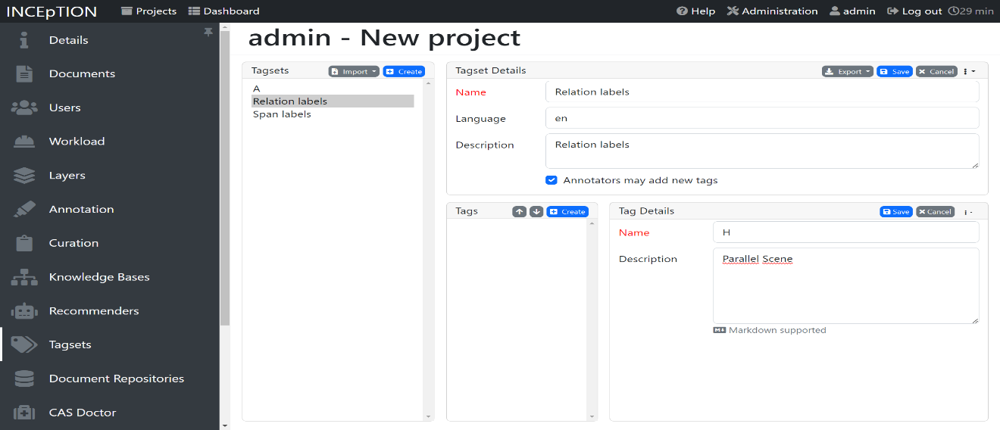 INCEpTION Projects Dashboard Help Administration admin Log out 29 min
Details
Documents
Users
Workload
Layers
Annotation
Curation
Knowledge Bases
Recommenders
Tagsets
Document Repositories
CAS Doctor
admin - New project
Tagsets Import Create
A
Relation labels
Span labels
Tagset Details Export Save Cancel
Name Relation labels
Language en
Description Relation labels
Annotators may add new tags
Tags Create
Tag Details Save Cancel
Name H
Description Parallel Scene
Markdown supported